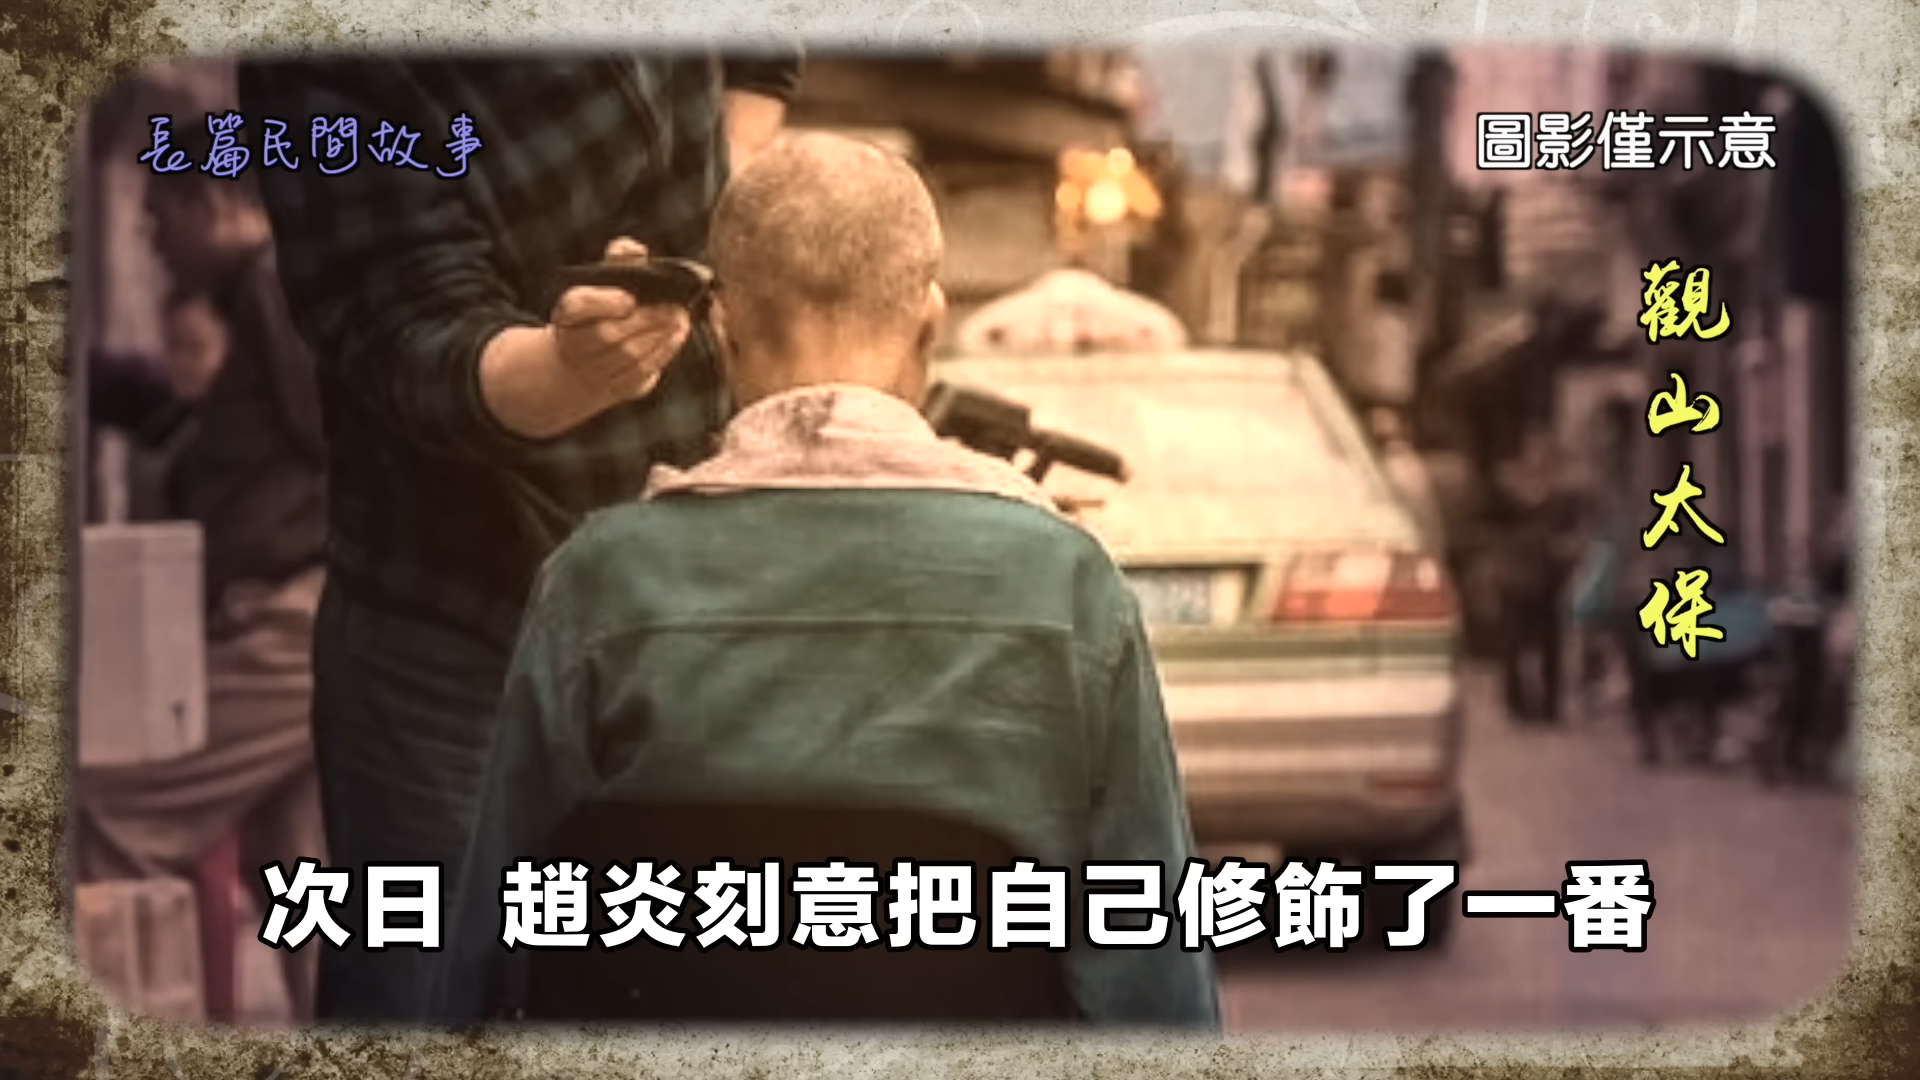 長篇民間故事
圖影僅示意
觀山太保
次日 趙炎刻意把自己修飾了一番